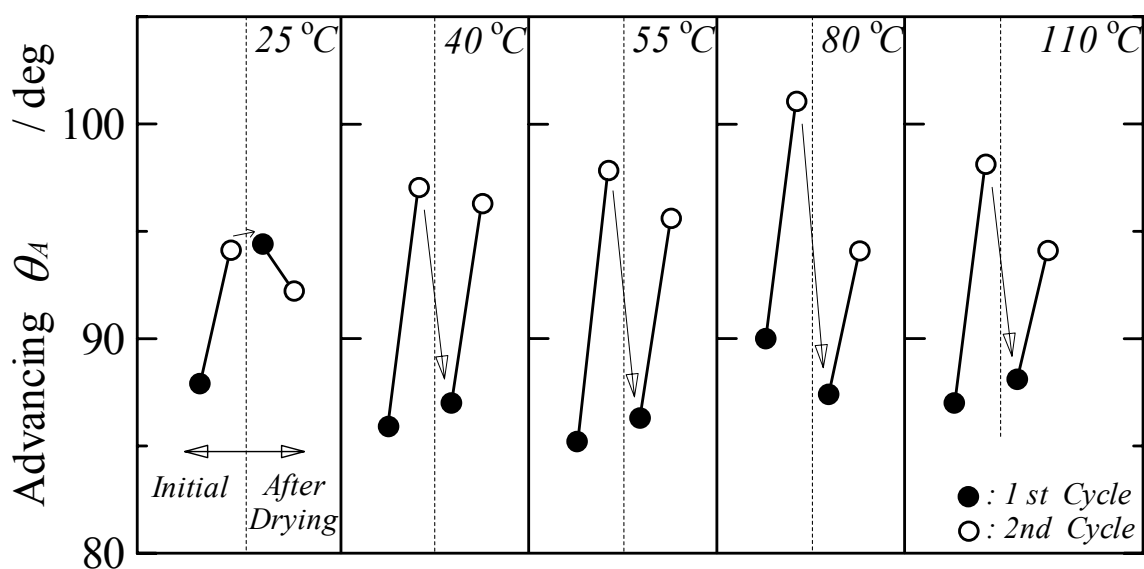 25 °C 40 °C 55 °C 80 °C 110 °C
Advancing θA / deg
100
90
80
Initial After
Drying
● : 1 st Cycle
○ : 2nd Cycle